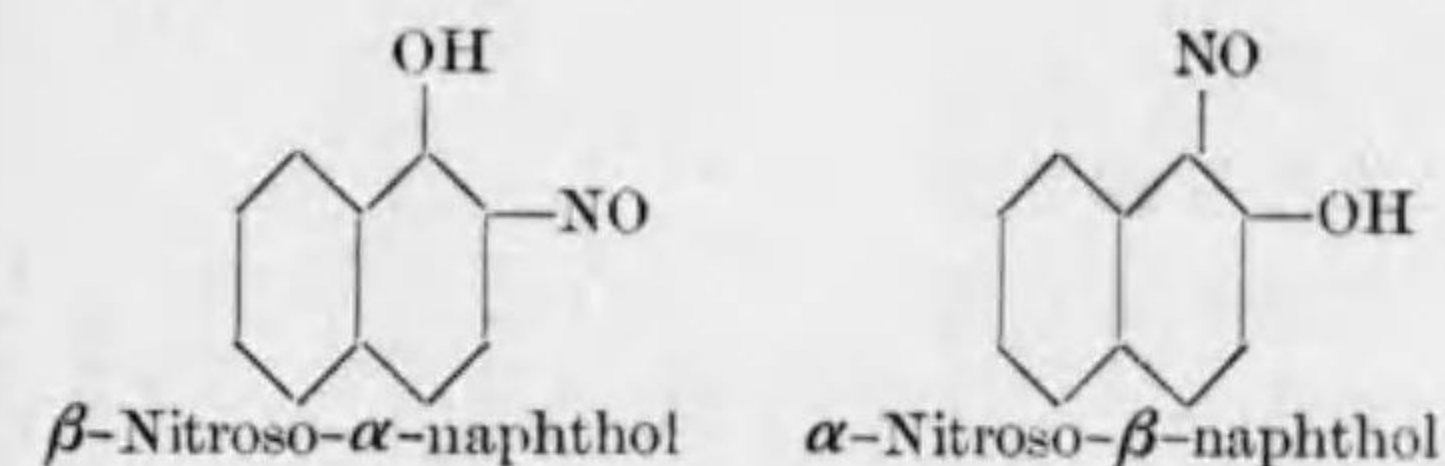 OH NO
NO OH
β-Nitroso-α-naphthol α-Nitroso-β-naphthol